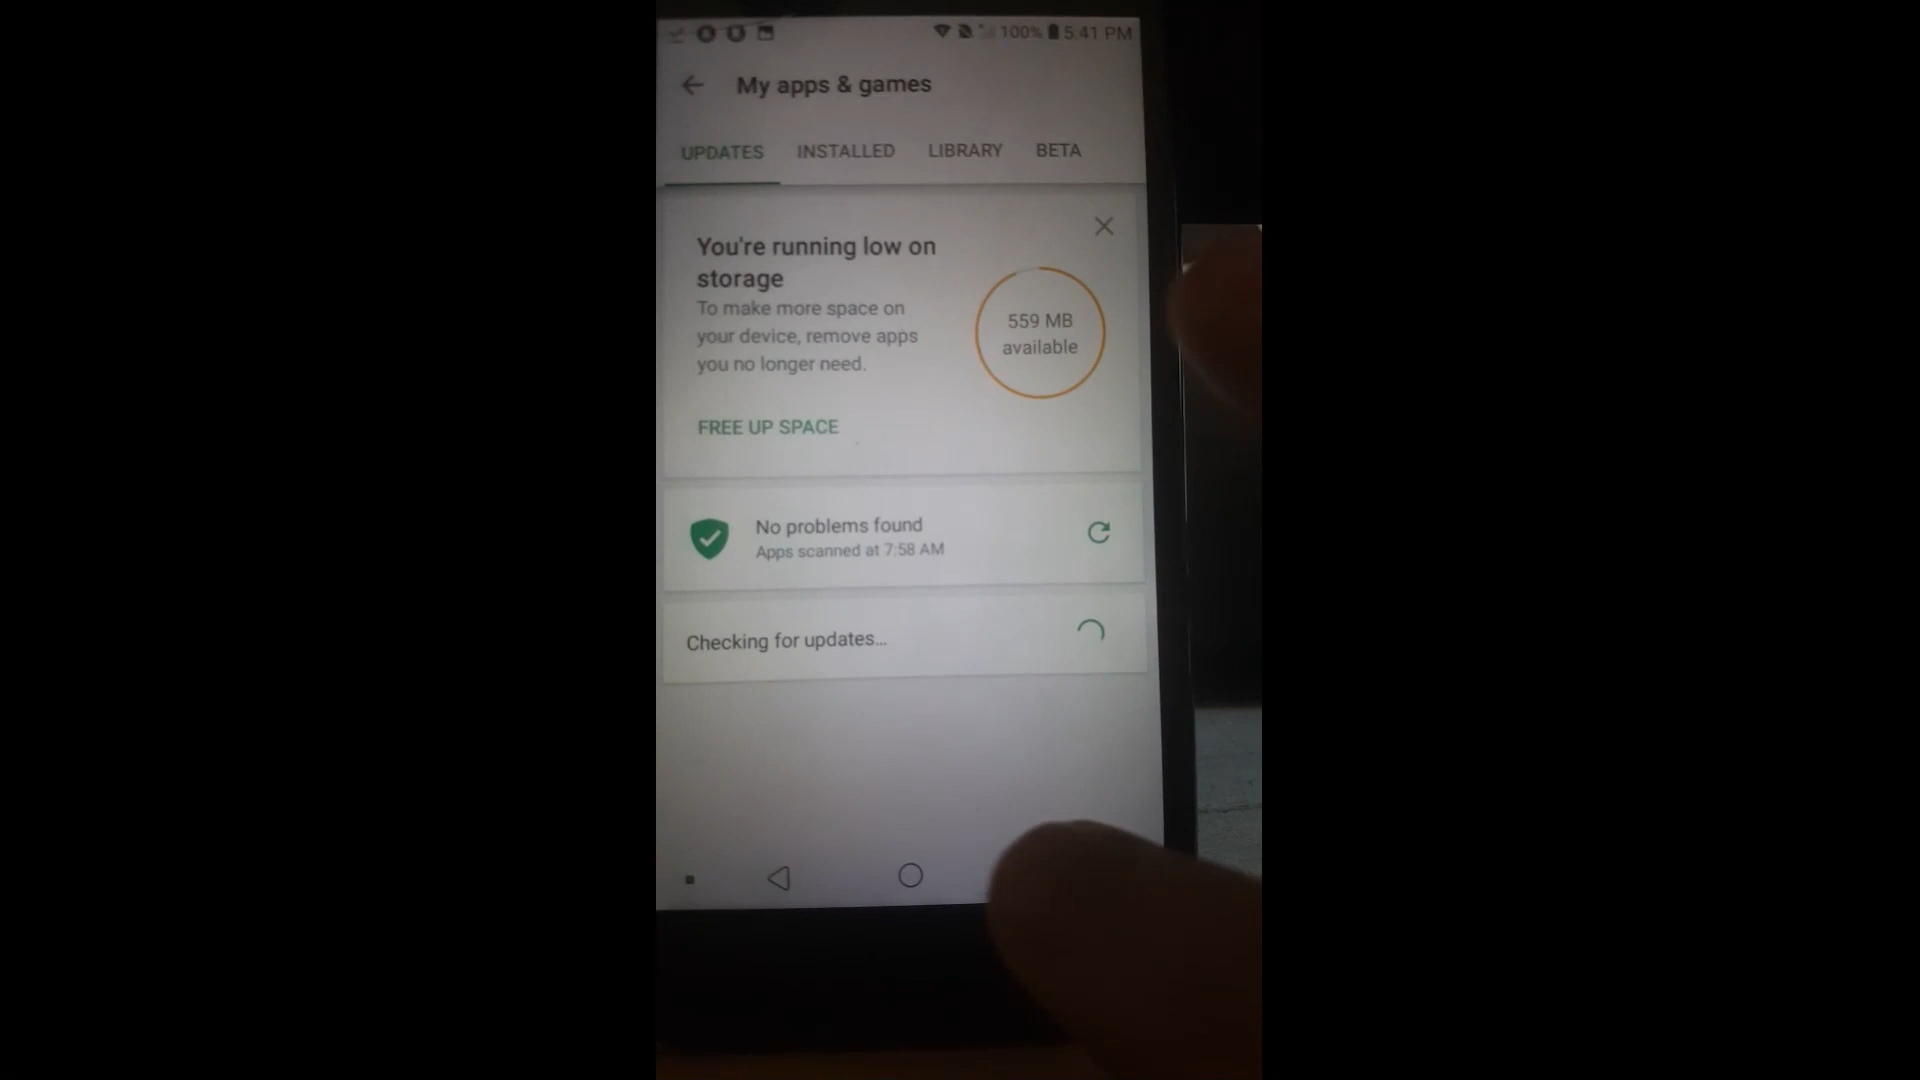 100% 5:41 PM
My apps & games
UPDATES INSTALLED LIBRARY BETA
You're running low on
storage
To make more space on
your device, remove apps
you no longer need.
559 MB
available
FREE UP SPACE
No problems found
Apps scanned at 7:58 AM
Checking for updates...